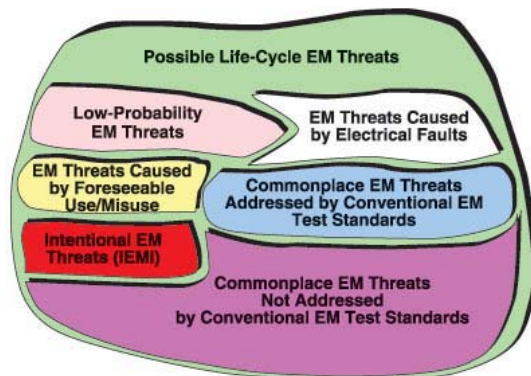 Possible Life-Cycle EM Threats
Low-Probability
EM Threats
EM Threats Caused
by Electrical Faults
EM Threats Caused
by Foreseeable
Use/Misuse
Commonplace EM Threats
Addressed by Conventional EM
Test Standards
Intentional EM
Threats (IEMI)
Commonplace EM Threats
Not Addressed
by Conventional EM Test Standards